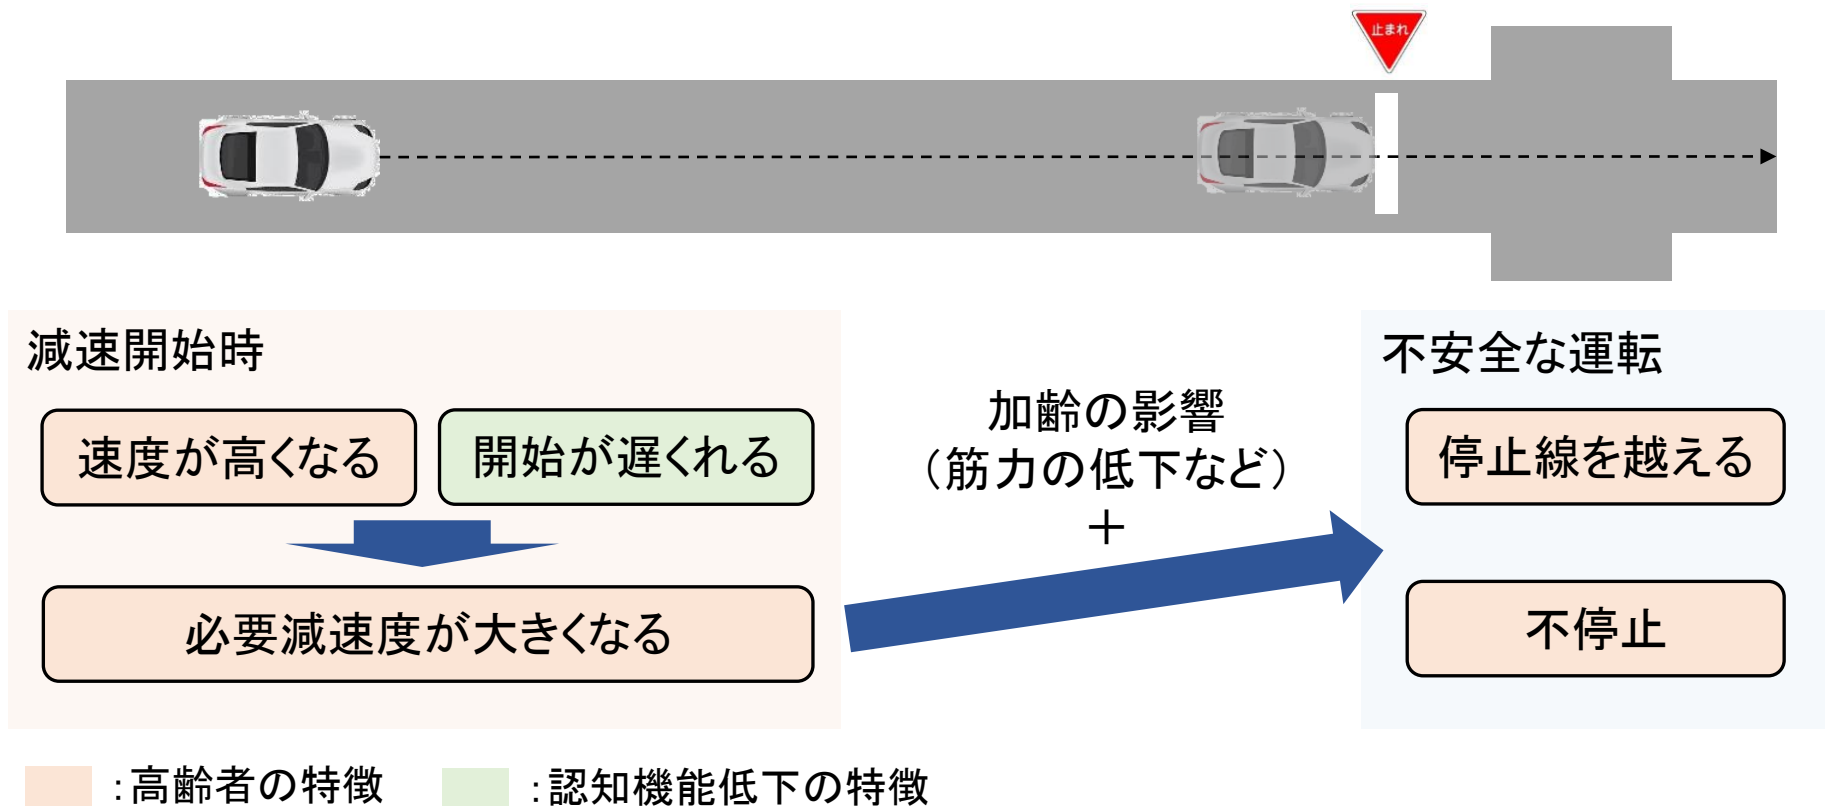 止まれ
減速開始時
速度が高くなる
開始が遅くれる
必要減速度が大きくなる
加齢の影響
（筋力の低下など）
＋
不安全な運転
停止線を越える
不停止
：高齢者の特徴
：認知機能低下の特徴